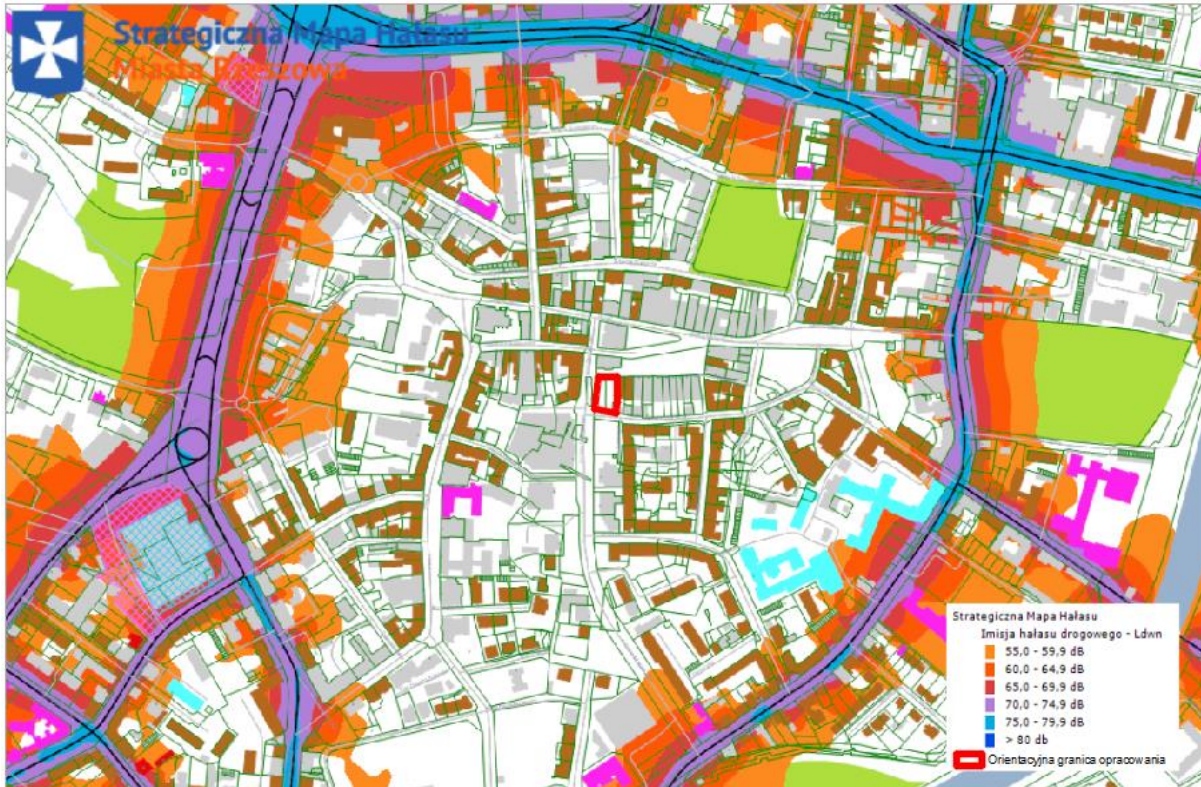 Strategiczna Mapa Hałasu
Miasta Rzeszowa
Strategiczna Mapa Hałasu
Imisja hałasu drogowego - Ldwn
55,0 - 59,9 dB
60,0 - 64,9 dB
65,0 - 69,9 dB
70,0 - 74,9 dB
75,0 - 79,9 dB
> 80 db
Orientacyjna granica opracowania